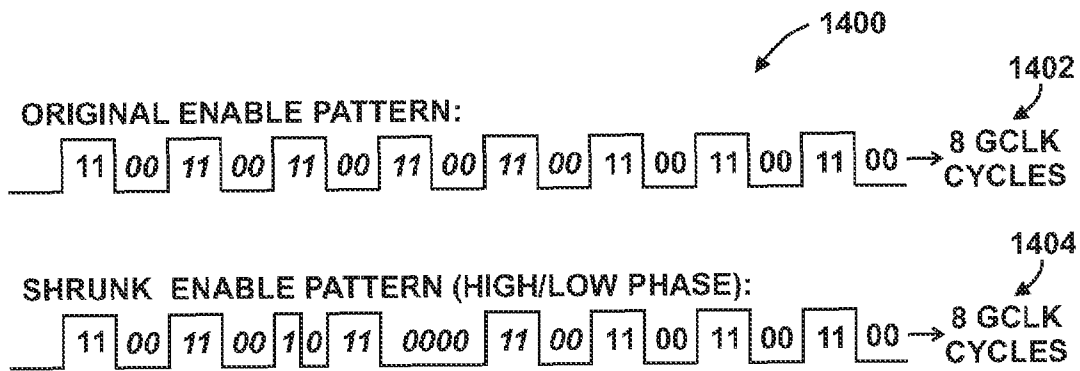 1400
1402
ORIGINAL ENABLE PATTERN:
11 00 11 00 11 00 11 00 11 00 11 00 11 00 11 00 → 8 GCLK
CYCLES
1404
SHRUNK ENABLE PATTERN (HIGH/LOW PHASE):
11 00 11 00 1 0 11 0000 11 00 11 00 11 00 11 00 → 8 GCLK
CYCLES